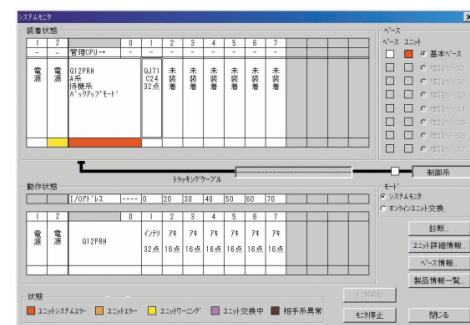 システムモニタ
装着状態
1 2 0 1 2 3 4 5 6 7
- - 管理CPU→ - - - - - - - -
電源 電源 Q12PRH A系 待機系 バックアップモード QJ71C24 32点 未装着 未装着 未装着 未装着 未装着 未装着
ベース
ベース ユニット
基本ベース
トラッキングケーブル
制御系
動作状態
I/Oアドレス ---- 0 20 30 40 50 60 70
1 2 0 1 2 3 4 5 6 7
電源 電源 Q12PRH インテリ 32点 アキ 16点 アキ 16点 アキ 16点 アキ 16点 アキ 16点 アキ 16点
モード
システムモニタ
オンラインユニット交換
診断...
ユニット詳細情報...
ベース情報...
製品情報一覧...
状態
ユニットシステムエラー ユニットエラー ユニットワーニング ユニット交換中 相手系異常
モニタ開始
モニタ停止
閉じる